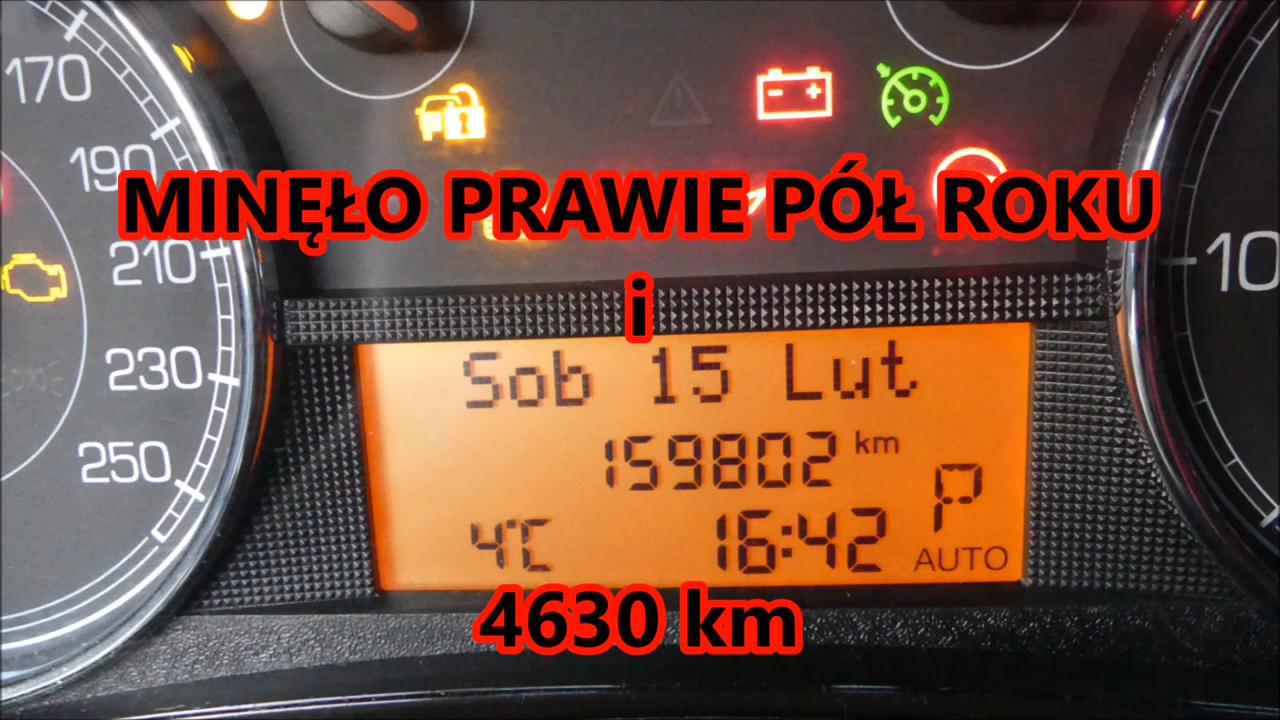 170
190
MINĘŁO PRAWIE PÓŁ ROKU
210
10
i
Sob 15 Lut
230
159802 km
250
P
4°C 16:42
AUTO
4630 km